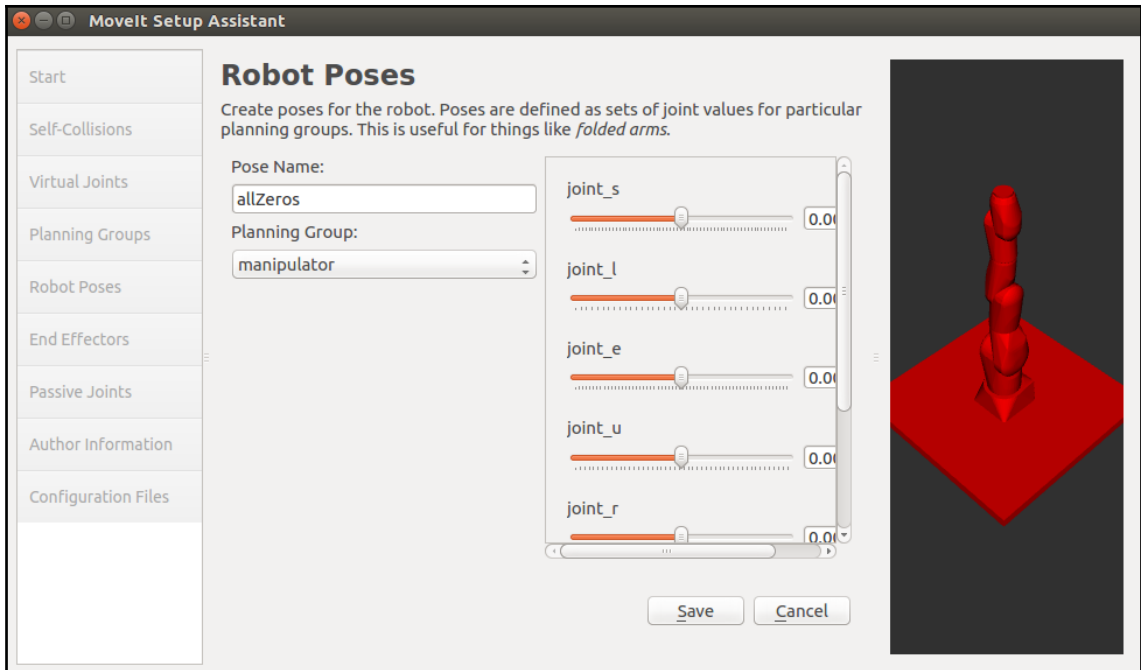 MoveIt Setup Assistant
Start
Self-Collisions
Virtual Joints
Planning Groups
Robot Poses
End Effectors
Passive Joints
Author Information
Configuration Files
Robot Poses
Create poses for the robot. Poses are defined as sets of joint values for particular
planning groups. This is useful for things like folded arms.
Pose Name:
allZeros
Planning Group:
manipulator
joint_s
0.00
joint_l
0.00
joint_e
0.00
joint_u
0.00
joint_r
0.00
Save
Cancel